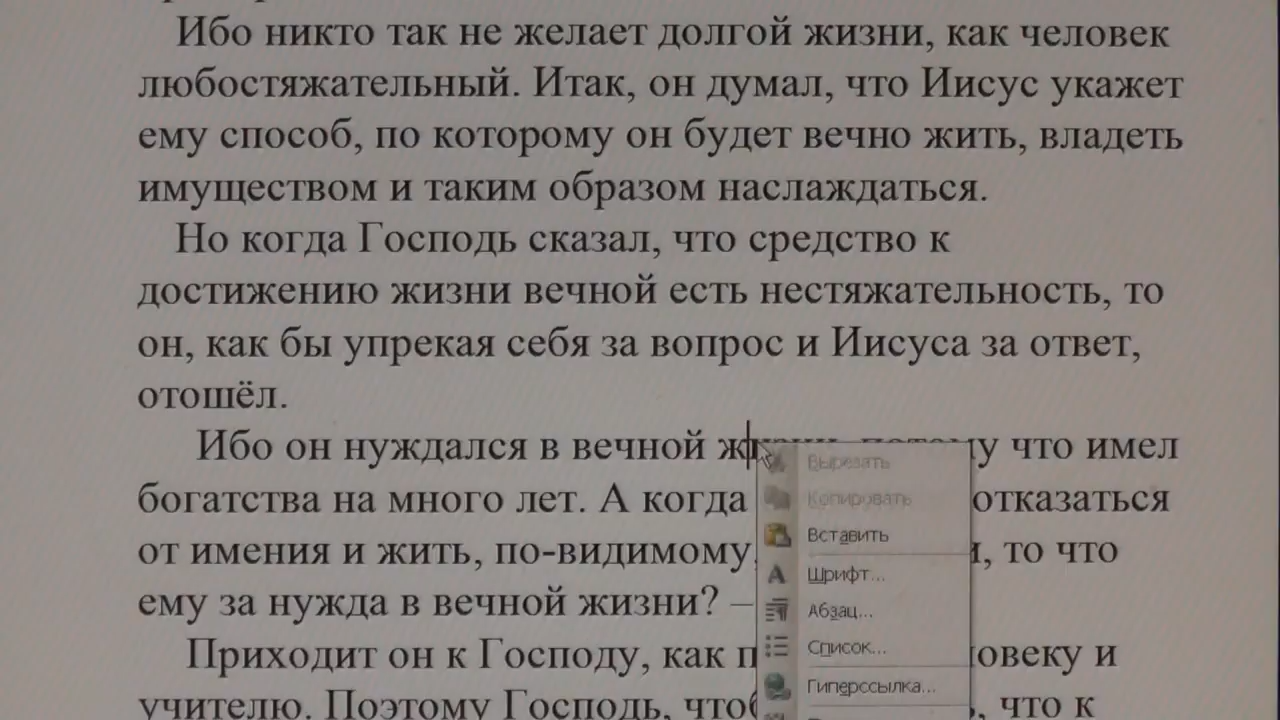 Ибо никто так не желает долгой жизни, как человек
любостяжательный. Итак, он думал, что Иисус укажет
ему способ, по которому он будет вечно жить, владеть
имуществом и таким образом наслаждаться.
Но когда Господь сказал, что средство к
достижению жизни вечной есть нестяжательность, то
он, как бы упрекая себя за вопрос и Иисуса за ответ,
отошёл.
Ибо он нуждался в вечной жизни, потому что имел
богатства на много лет. А когда отказаться
от имения и жить, по-видимому, то что
ему за нужда в вечной жизни? –
Приходит он к Господу, как и
учителю. Поэтому Господь, что к
Вырезать
Копировать
Вставить
Шрифт...
Абзац...
Список...
Гиперссылка...